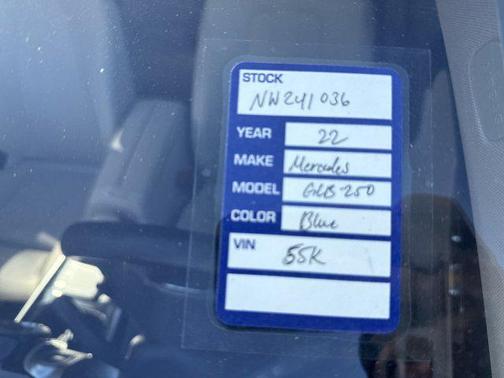 STOCK
NW241036
YEAR 22
MAKE Mercedes
MODEL GLB-250
COLOR Blue
VIN
55K